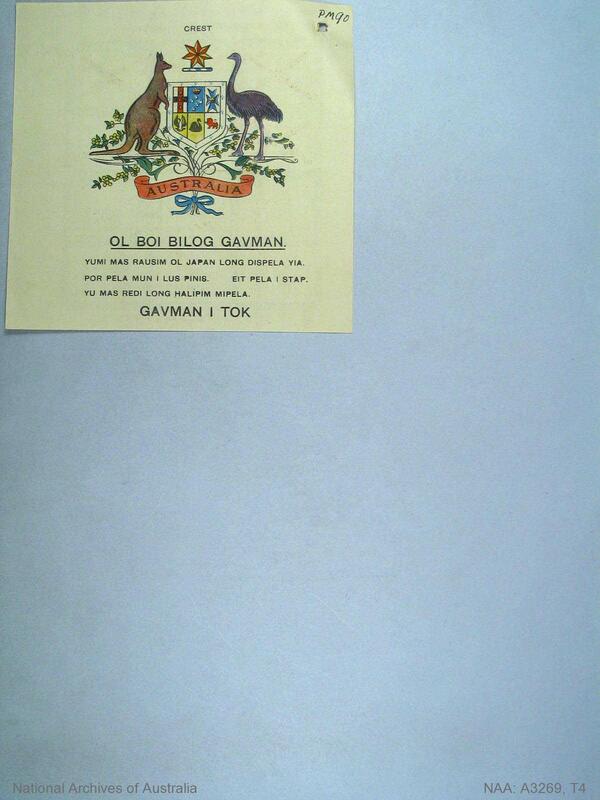 PM90
CREST
AUSTRALIA
OL BOI BILOG GAVMAN.
YUMI MAS RAUSIM OL JAPAN LONG DISPELA YIA.
POR PELA MUN I LUS PINIS. EIT PELA I STAP.
YU MAS REDI LONG HALIPIM MIPELA.
GAVMAN I TOK
National Archives of Australia NAA: A3269, T4